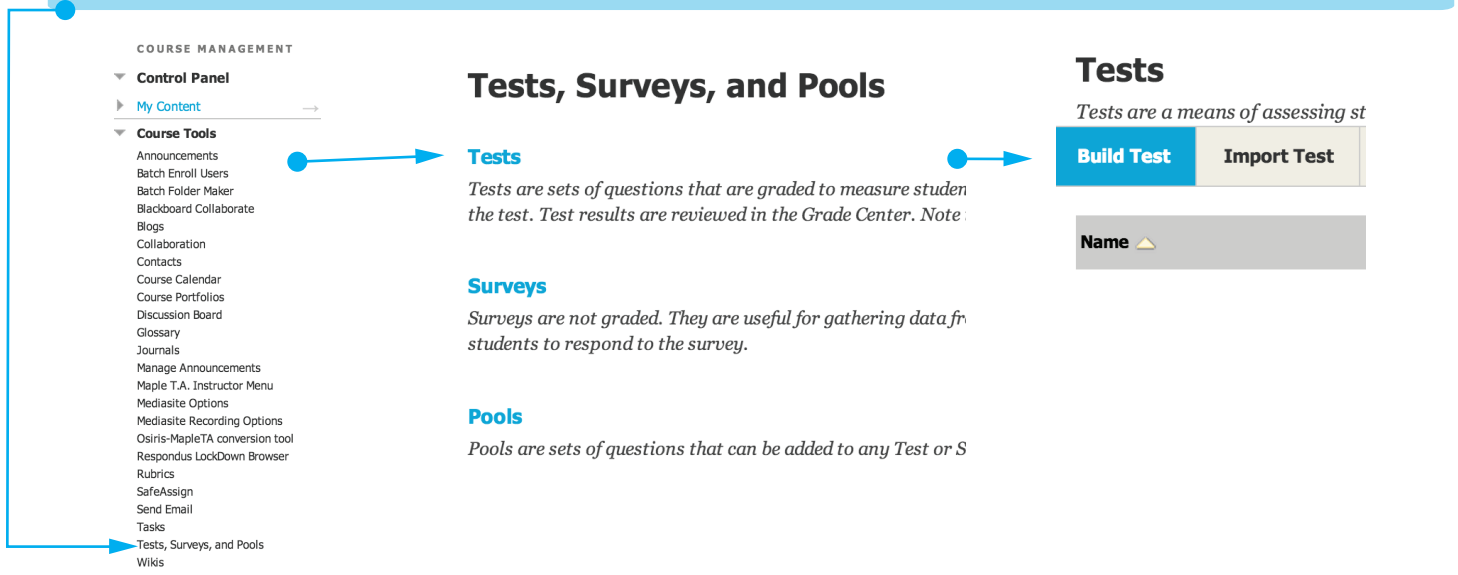 COURSE MANAGEMENT
Control Panel
My Content
Course Tools
Announcements
Batch Enroll Users
Batch Folder Maker
Blackboard Collaborate
Blogs
Collaboration
Contacts
Course Calendar
Course Portfolios
Discussion Board
Glossary
Journals
Manage Announcements
Maple T.A. Instructor Menu
Mediasite Options
Mediasite Recording Options
Osiris-MapleTA conversion tool
Respondus LockDown Browser
Rubrics
SafeAssign
Send Email
Tasks
Tests, Surveys, and Pools
Wikis
Tests, Surveys, and Pools
Tests
Tests are sets of questions that are graded to measure studen
the test. Test results are reviewed in the Grade Center. Note
Surveys
Surveys are not graded. They are useful for gathering data fr
students to respond to the survey.
Pools
Pools are sets of questions that can be added to any Test or S
Tests
Tests are a means of assessing st
Build Test Import Test
Name